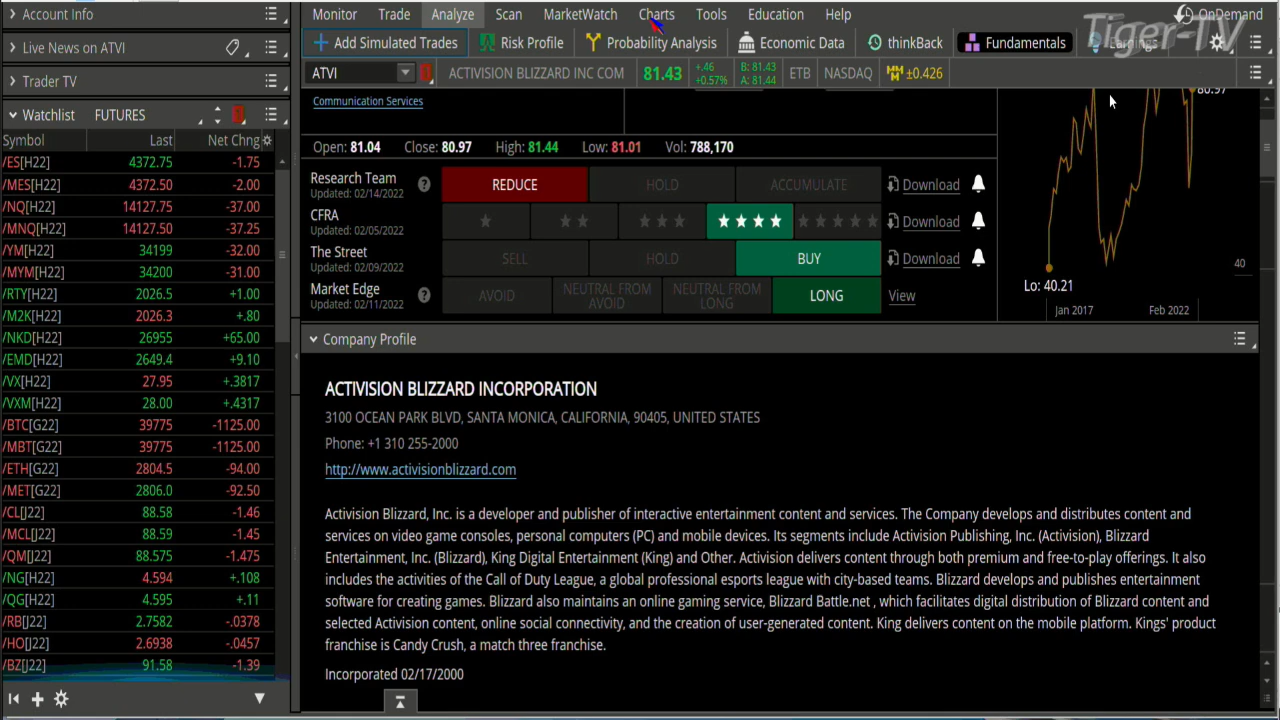 Account Info
Monitor Trade Analyze Scan MarketWatch Charts Tools Education Help
OnDemand
Tiger-TV
Live News on ATVI
Add Simulated Trades Risk Profile Probability Analysis Economic Data thinkBack Fundamentals Earnings
Trader TV
ATVI ACTIVISION BLIZZARD INC COM 81.43 +.46 +0.57% B: 81.43 A: 81.44 ETB NASDAQ ±0.426
Watchlist FUTURES
Symbol Last Net Chng
/ES[H22] 4372.75 -1.75
/MES[H22] 4372.50 -2.00
/NQ[H22] 14127.75 -37.00
/MNQ[H22] 14127.50 -37.25
/YM[H22] 34199 -32.00
/MYM[H22] 34200 -31.00
/RTY[H22] 2026.5 +1.00
/M2K[H22] 2026.3 +.80
/NKD[H22] 26955 +65.00
/EMD[H22] 2649.4 +9.10
/VX[H22] 27.95 +.3817
/VXM[H22] 28.00 +.4317
/BTC[G22] 39775 -1125.00
/MBT[G22] 39775 -1125.00
/ETH[G22] 2804.5 -94.00
/MET[G22] 2806.0 -92.50
/CL[J22] 88.58 -1.46
/MCL[J22] 88.59 -1.45
/QM[J22] 88.575 -1.475
/NG[H22] 4.594 +.108
/QG[H22] 4.595 +.11
/RB[J22] 2.7582 -.0378
/HO[J22] 2.6938 -.0457
/BZ[J22] 91.58 -1.39
Communication Services
80.97
Open: 81.04 Close: 80.97 High: 81.44 Low: 81.01 Vol: 788,170
Research Team REDUCE HOLD ACCUMULATE Download
Updated: 02/14/2022
CFRA ★ ★★ ★★★ ★★★★ ★★★★★ Download
Updated: 02/05/2022
The Street SELL HOLD BUY Download
Updated: 02/09/2022
Market Edge AVOID NEUTRAL FROM AVOID NEUTRAL FROM LONG LONG View
Updated: 02/11/2022
40
Lo: 40.21
Jan 2017 Feb 2022
Company Profile
ACTIVISION BLIZZARD INCORPORATION
3100 OCEAN PARK BLVD, SANTA MONICA, CALIFORNIA, 90405, UNITED STATES
Phone: +1 310 255-2000
http://www.activisionblizzard.com
Activision Blizzard, Inc. is a developer and publisher of interactive entertainment content and services. The Company develops and distributes content and
services on video game consoles, personal computers (PC) and mobile devices. Its segments include Activision Publishing, Inc. (Activision), Blizzard
Entertainment, Inc. (Blizzard), King Digital Entertainment (King) and Other. Activision delivers content through both premium and free-to-play offerings. It also
includes the activities of the Call of Duty League, a global professional esports league with city-based teams. Blizzard develops and publishes entertainment
software for creating games. Blizzard also maintains an online gaming service, Blizzard Battle.net , which facilitates digital distribution of Blizzard content and
selected Activision content, online social connectivity, and the creation of user-generated content. King delivers content on the mobile platform. Kings' product
franchise is Candy Crush, a match three franchise.
Incorporated 02/17/2000